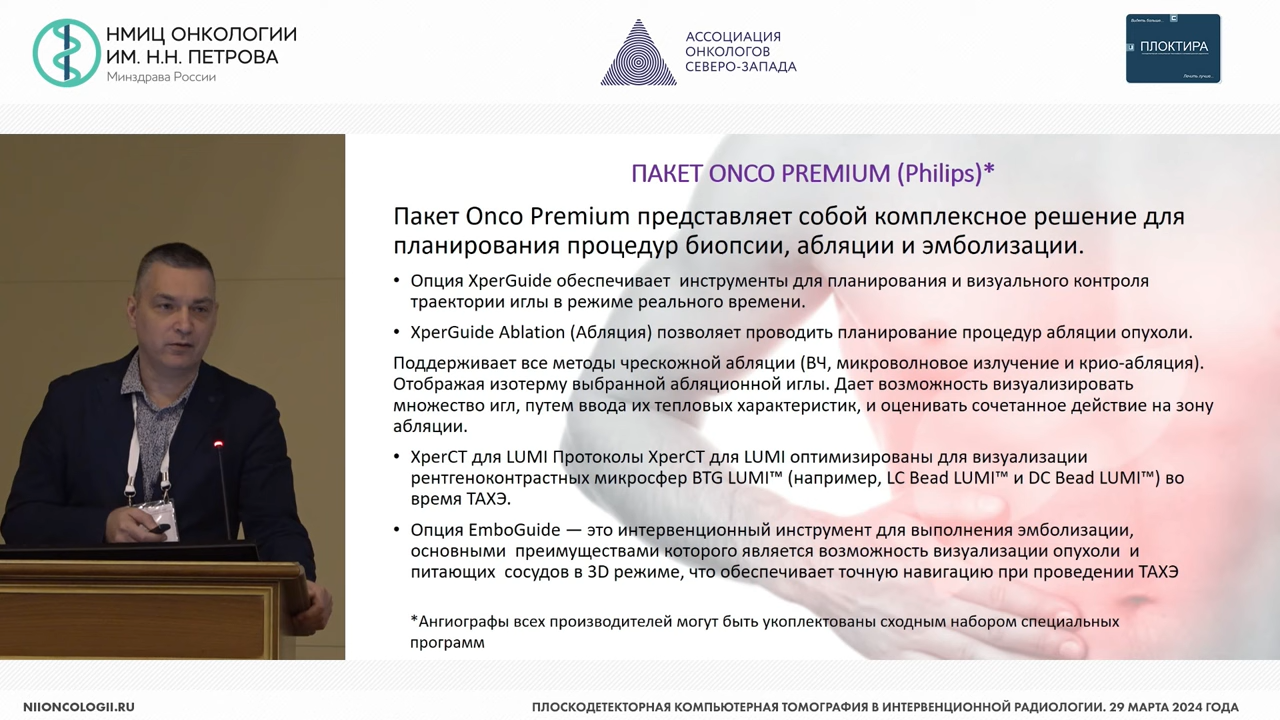 НМИЦ ОНКОЛОГИИ
ИМ. Н.Н. ПЕТРОВА
Минздрава России
АССОЦИАЦИЯ
ОНКОЛОГОВ
СЕВЕРО-ЗАПАДА
Видеть больше...
ПЛОКТИРА
Лечить лучше...
ПАКЕТ ONCO PREMIUM (Philips)*
Пакет Onco Premium представляет собой комплексное решение для
планирования процедур биопсии, абляции и эмболизации.
• Опция XperGuide обеспечивает инструменты для планирования и визуального контроля
траектории иглы в режиме реального времени.
• XperGuide Ablation (Абляция) позволяет проводить планирование процедур абляции опухоли.
Поддерживает все методы чрескожной абляции (ВЧ, микроволновое излучение и крио-абляция).
Отображая изотерму выбранной абляционной иглы. Дает возможность визуализировать
множество игл, путем ввода их тепловых характеристик, и оценивать сочетанное действие на зону
абляции.
• XperCT для LUMI Протоколы XperCT для LUMI оптимизированы для визуализации
рентгеноконтрастных микросфер BTG LUMI™ (например, LC Bead LUMI™ и DC Bead LUMI™) во
время ТАХЭ.
• Опция EmboGuide — это интервенционный инструмент для выполнения эмболизации,
основными преимуществами которого является возможность визуализации опухоли и
питающих сосудов в 3D режиме, что обеспечивает точную навигацию при проведении ТАХЭ
*Ангиографы всех производителей могут быть укоплектованы сходным набором специальных
программ
NIIONCOLOGII.RU
ПЛОСКОДЕТЕКТОРНАЯ КОМПЬЮТЕРНАЯ ТОМОГРАФИЯ В ИНТЕРВЕНЦИОННОЙ РАДИОЛОГИИ. 29 МАРТА 2024 ГОДА